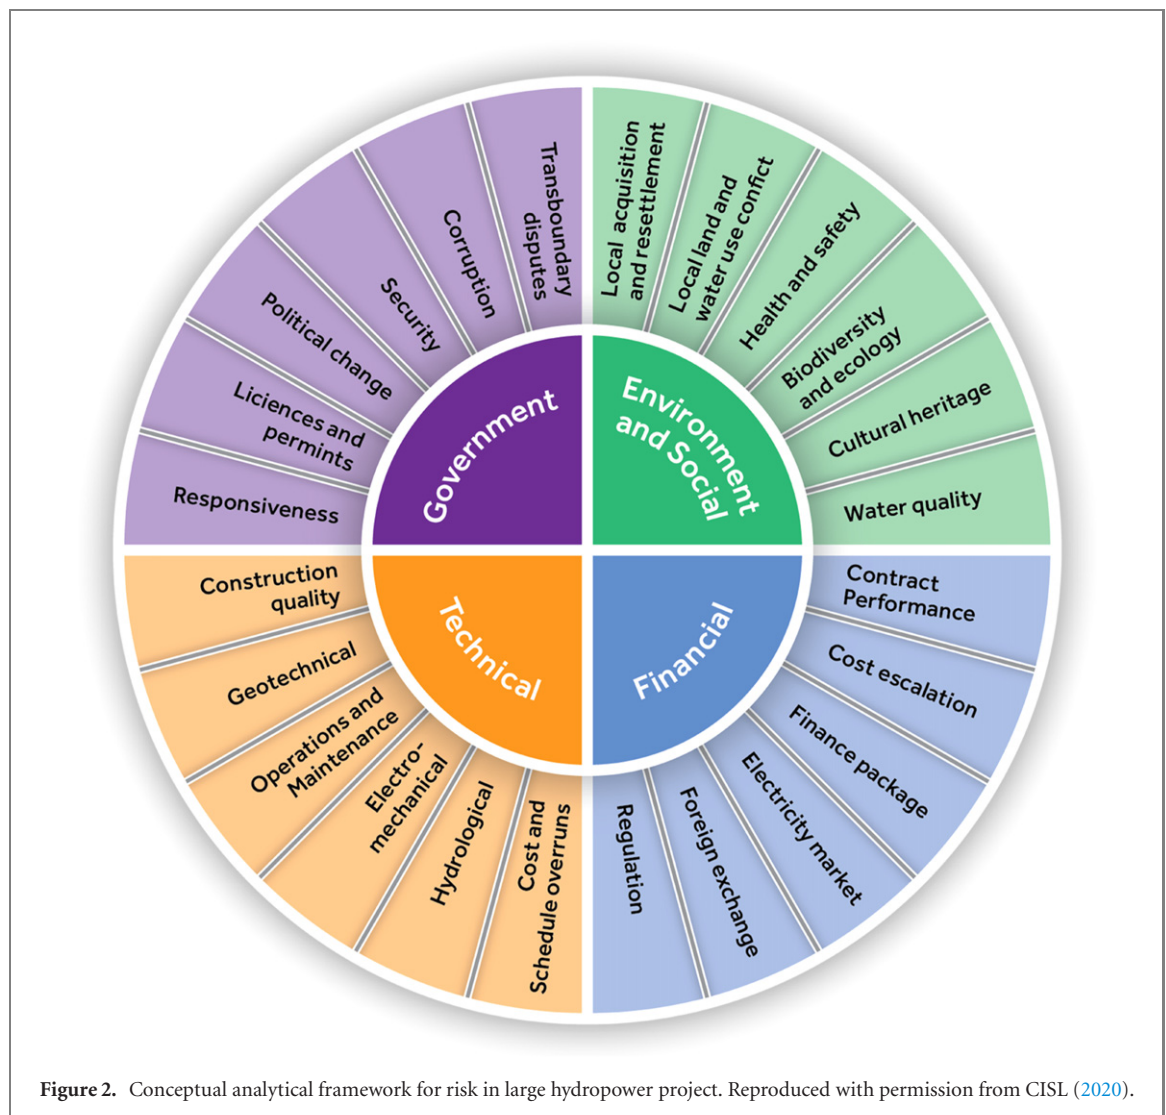 Transboundary
disputes
Corruption
Security
Political change
Liciences and
permints
Responsiveness
Government
Local acquisition
and resettlement
Local land and
water use confict
Health and safety
Biodiversity
and ecology
Cultural heritage
Water quality
Environment
and Social
Construction
quality
Geotechnical
Operations and
Maintenance
Electro-
mechanical
Hydrological
Cost and
Schedule overruns
Technical
Contract
Performance
Cost escalation
Finance package
Electricity market
Foreign exchange
Regulation
Financial
Figure 2. Conceptual analytical framework for risk in large hydropower project. Reproduced with permission from CISL (2020).